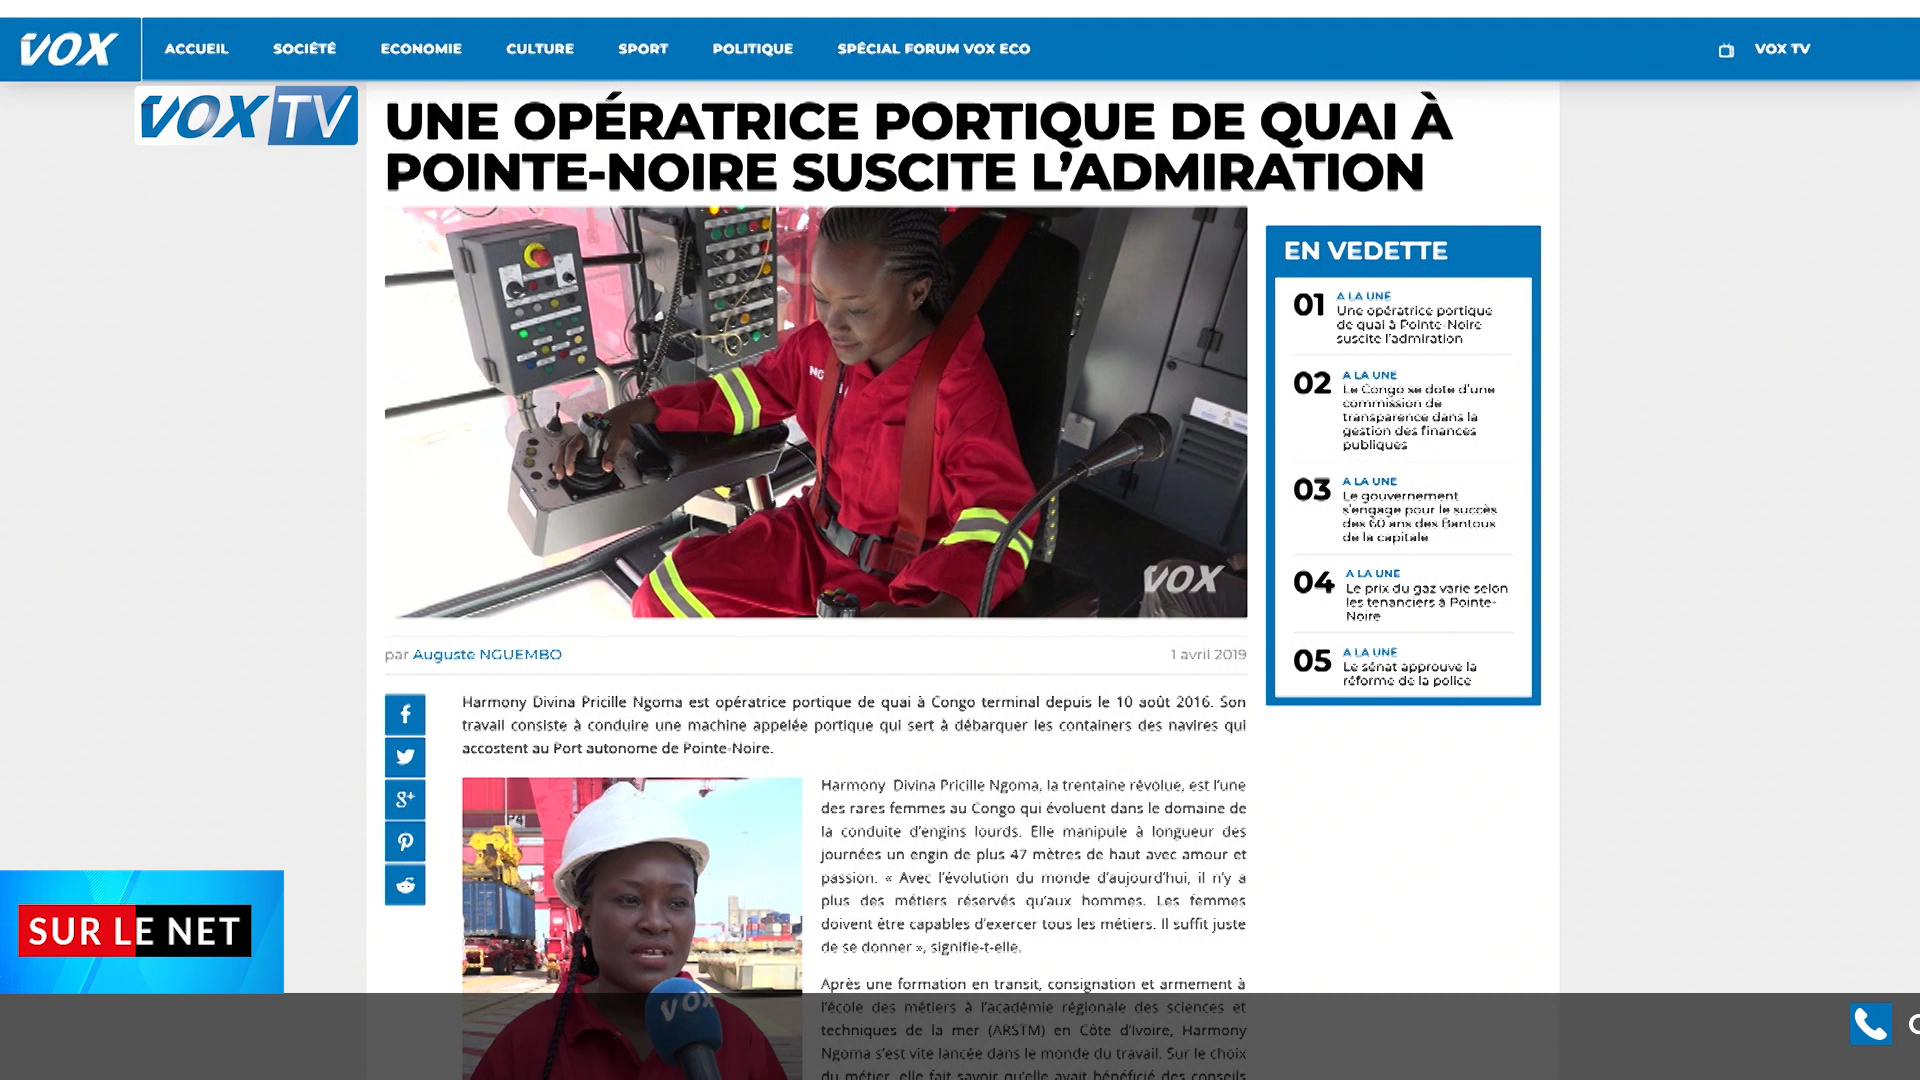 VOX
ACCUEIL
SOCIÉTÉ
ECONOMIE
CULTURE
SPORT
POLITIQUE
SPÉCIAL FORUM VOX ECO
VOX TV
VOX TV
UNE OPÉRATRICE PORTIQUE DE QUAI À
POINTE-NOIRE SUSCITE L’ADMIRATION
VOX
par Auguste NGUEMBO
1 avril 2019
Harmony Divina Pricille Ngoma est opératrice portique de quai à Congo terminal depuis le 10 août 2016. Son
travail consiste à conduire une machine appelée portique qui sert à débarquer les containers des navires qui
accostent au Port autonome de Pointe-Noire.
Harmony Divina Pricille Ngoma, la trentaine révolue, est l’une
des rares femmes au Congo qui évoluent dans le domaine de
la conduite d’engins lourds. Elle manipule à longueur des
journées un engin de plus 47 mètres de haut avec amour et
passion. « Avec l’évolution du monde d’aujourd’hui, il n’y a
plus des métiers réservés qu’aux hommes. Les femmes
doivent être capables d’exercer tous les métiers. Il suffit juste
de se donner », signifie-t-elle.
Après une formation en transit, consignation et armement à
l’école des métiers à l’académie régionale des sciences et
techniques de la mer (ARSTM) en Côte d’Ivoire, Harmony
Ngoma s’est vite lancée dans le monde du travail. Sur le choix
du métier, elle fait savoir qu’elle avait bénéficié des conseils
VOX
EN VEDETTE
01
A LA UNE
Une opératrice portique
de quai à Pointe-Noire
suscite l’admiration
02
A LA UNE
Le Congo se dote d’une
commission de
transparence dans la
gestion des finances
publiques
03
A LA UNE
Le gouvernement
s’engage pour le succès
des 60 ans des Bantous
de la capitale
04
A LA UNE
Le prix du gaz varie selon
les tenanciers à Pointe-
Noire
05
A LA UNE
Le sénat approuve la
réforme de la police
SUR LE NET